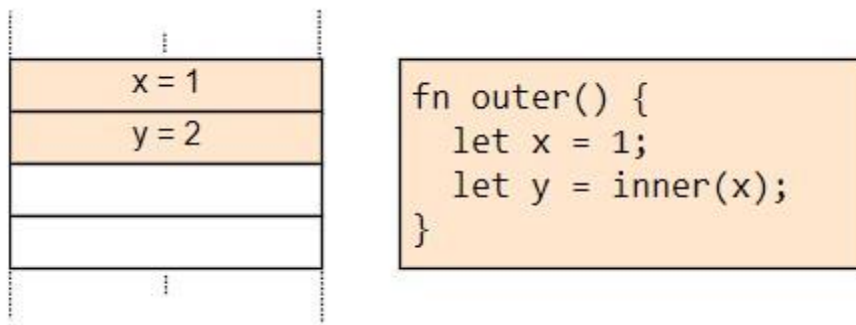 x = 1
y = 2
fn outer() {
  let x = 1;
  let y = inner(x);
}